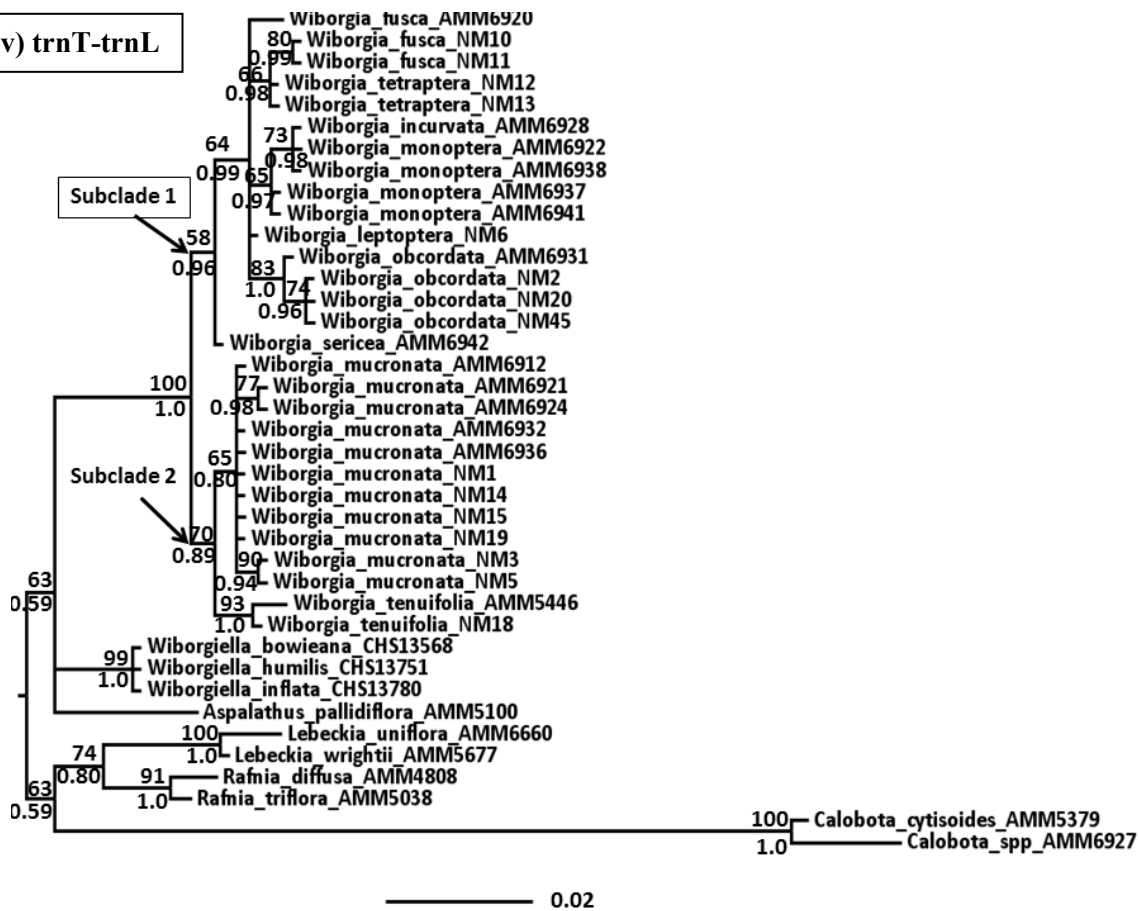 v) trnT-trnL
Wiborgia_fusca_AMM6920
80
Wiborgia_fusca_NM10
0.99
Wiborgia_fusca_NM11
66
Wiborgia_tetraptera_NM12
0.98
Wiborgia_tetraptera_NM13
Wiborgia_incurvata_AMM6928
73
64
Wiborgia_monoptera_AMM6922
0.98
0.99
65
Wiborgia_monoptera_AMM6938
Wiborgia_monoptera_AMM6937
0.97
Subclade 1
Wiborgia_monoptera_AMM6941
58
Wiborgia_leptoptera_NM6
Wiborgia_obcordata_AMM6931
0.96
83
Wiborgia_obcordata_NM2
1.0
74
Wiborgia_obcordata_NM20
0.96
Wiborgia_obcordata_NM45
Wiborgia_sericea_AMM6942
Wiborgia_mucronata_AMM6912
100
77
Wiborgia_mucronata_AMM6921
1.0
0.98
Wiborgia_mucronata_AMM6924
Wiborgia_mucronata_AMM6932
Wiborgia_mucronata_AMM6936
65
Subclade 2
0.80
Wiborgia_mucronata_NM1
Wiborgia_mucronata_NM14
Wiborgia_mucronata_NM15
70
Wiborgia_mucronata_NM19
0.89
90
Wiborgia_mucronata_NM3
63
0.94
Wiborgia_mucronata_NM5
0.59
93
Wiborgia_tenuifolia_AMM5446
1.0
Wiborgia_tenuifolia_NM18
Wiborgiella_bowieana_CHS13568
99
Wiborgiella_humilis_CHS13751
1.0
Wiborgiella_inflata_CHS13780
Aspalathus_pallidiflora_AMM5100
100
Lebeckia_uniflora_AMM6660
74
1.0
Lebeckia_wrightii_AMM5677
0.80
91
Rafnia_diffusa_AMM4808
63
1.0
Rafnia_triflora_AMM5038
0.59
100
Calobota_cytisoides_AMM5379
1.0
Calobota_spp_AMM6927
0.02